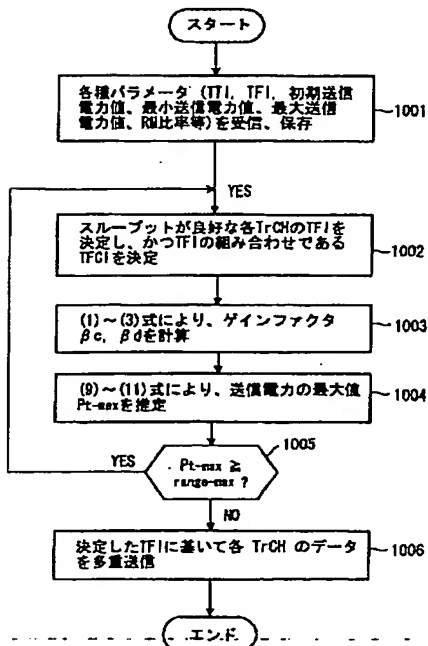 スタート
各種パラメータ (TTI, TFI, 初期送信
電力値、最小送信電力値、最大送信
電力値、RM比率等) を受信、保存
1001
YES
スループットが良好な各TrCHのTFIを
決定し、かつTFIの組み合わせである
TFCIを決定
1002
(1)~(3)式により、ゲインファクタ
βc, βdを計算
1003
(9)~(11)式により、送信電力の最大値
Pt-maxを推定
1004
1005
YES
Pt-max ≧
range-max ?
NO
決定したTFIに基いて各 TrCH のデータ
を多重送信
1006
エンド